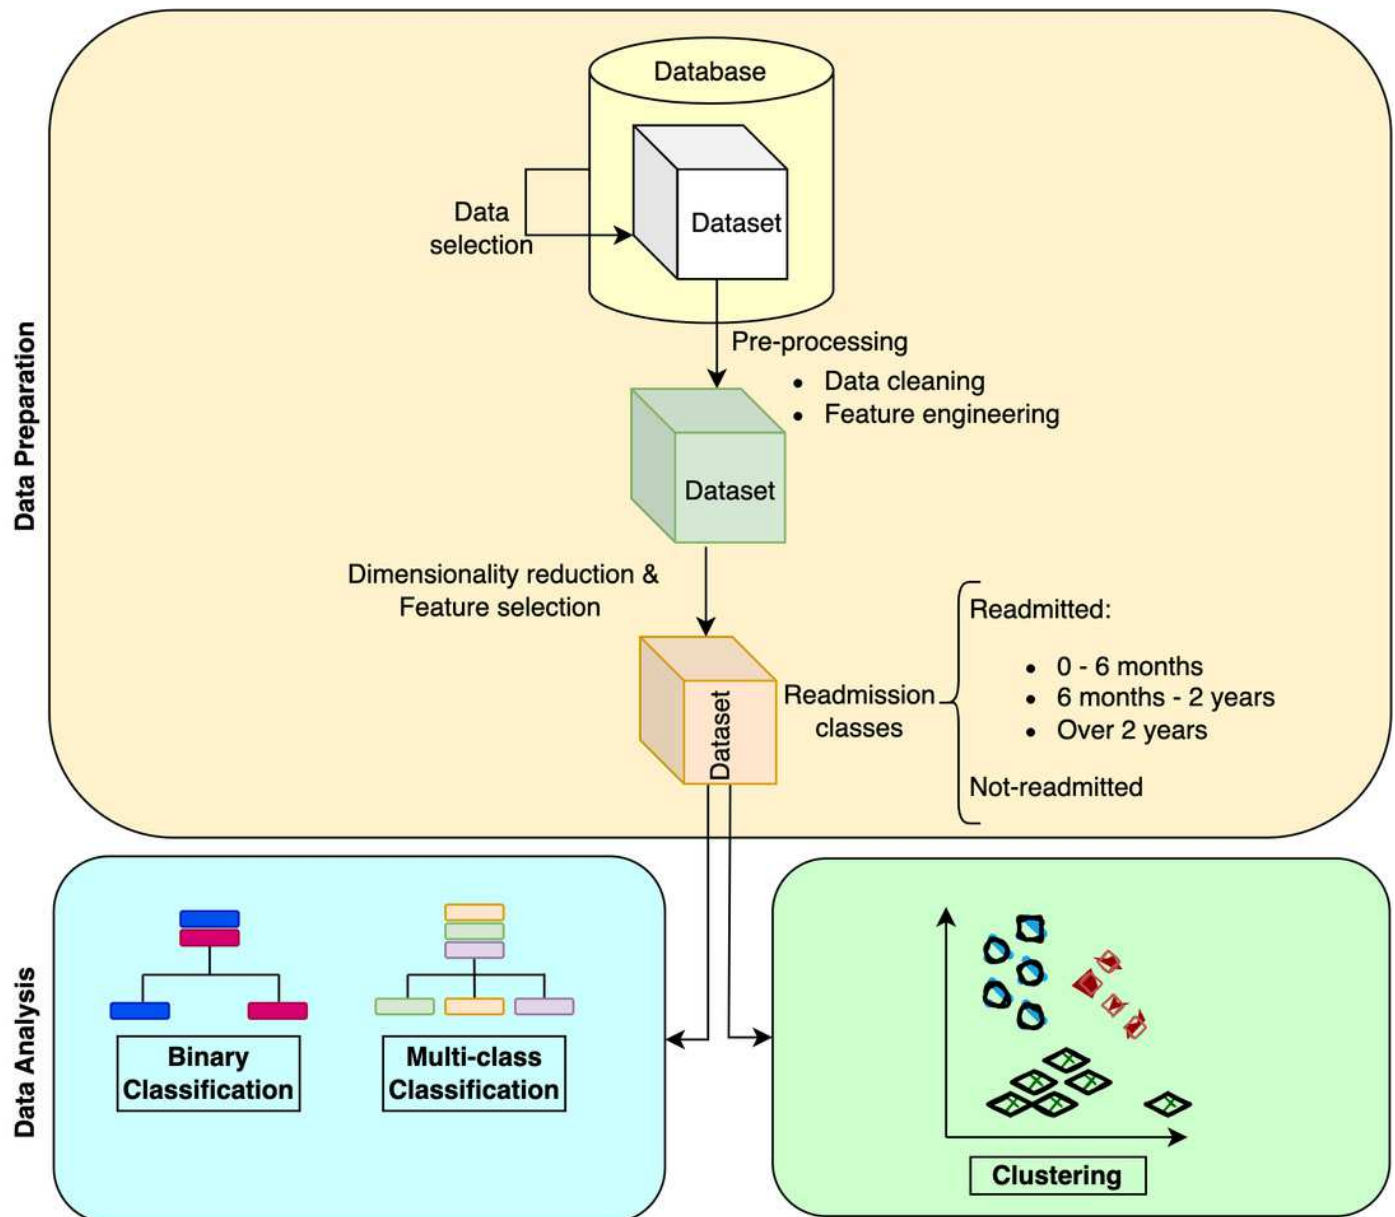 Database
Dataset
Data
selection
Pre-processing
• Data cleaning
• Feature engineering
Dataset
Dimensionality reduction &
Feature selection
Dataset
Readmission
classes
Readmitted:
• 0 - 6 months
• 6 months - 2 years
• Over 2 years
Not-readmitted
Data Preparation
Binary
Classification
Multi-class
Classification
Clustering
Data Analysis